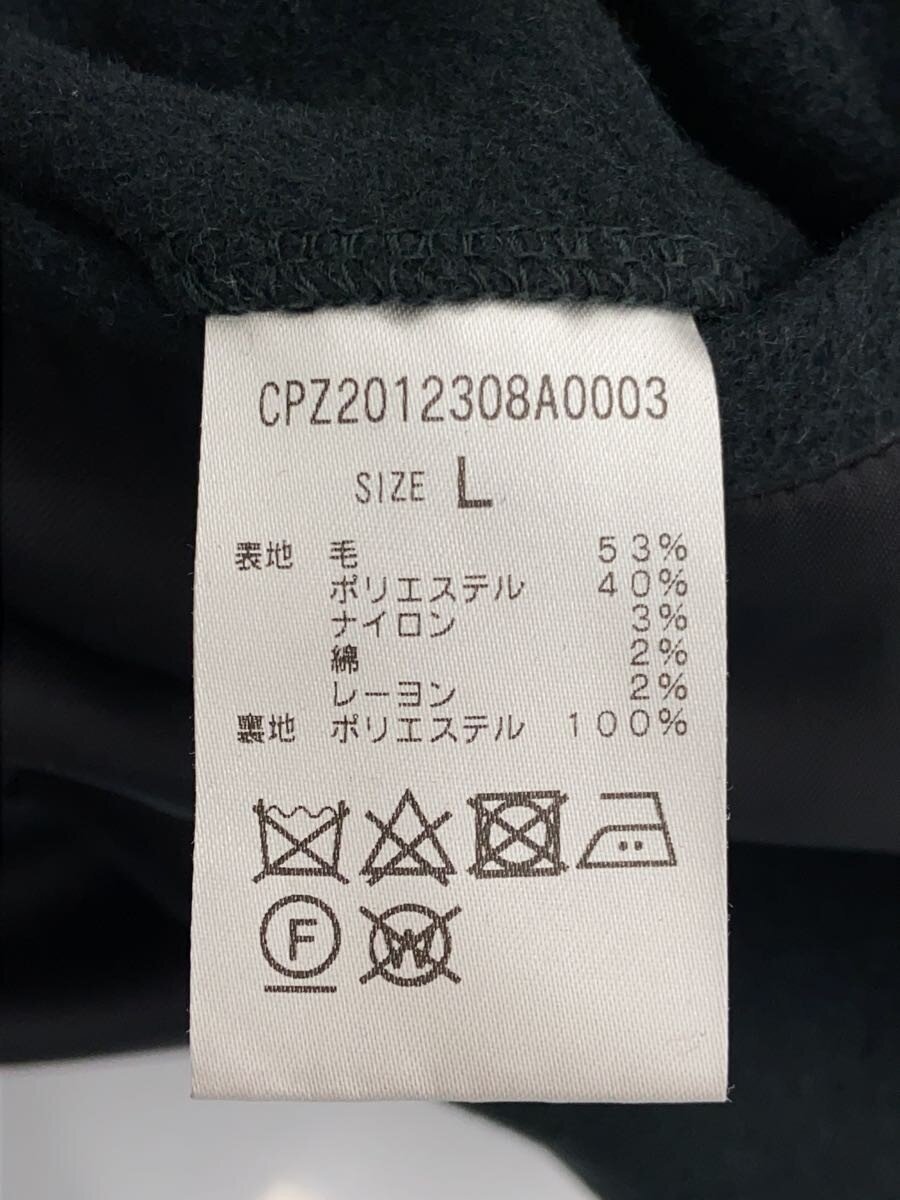 CPZ2012308A0003
SIZE L
表地 毛 53%
ポリエステル 40%
ナイロン 3%
綿 2%
レーヨン 2%
裏地 ポリエステル 100%
F
W